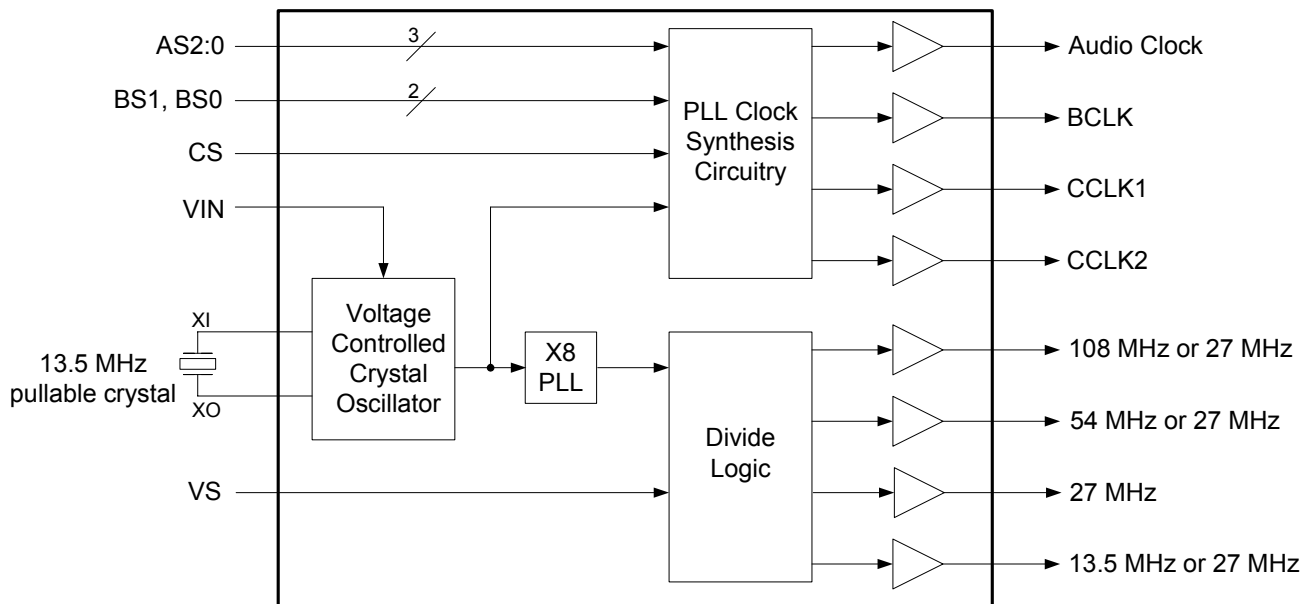 AS2:0
3
BS1, BS0
2
CS
VIN
PLL Clock
Synthesis
Circuitry
Audio Clock
BCLK
CCLK1
CCLK2
XI
13.5 MHz
pullable crystal
XO
Voltage
Controlled
Crystal
Oscillator
X8
PLL
VS
Divide
Logic
108 MHz or 27 MHz
54 MHz or 27 MHz
27 MHz
13.5 MHz or 27 MHz